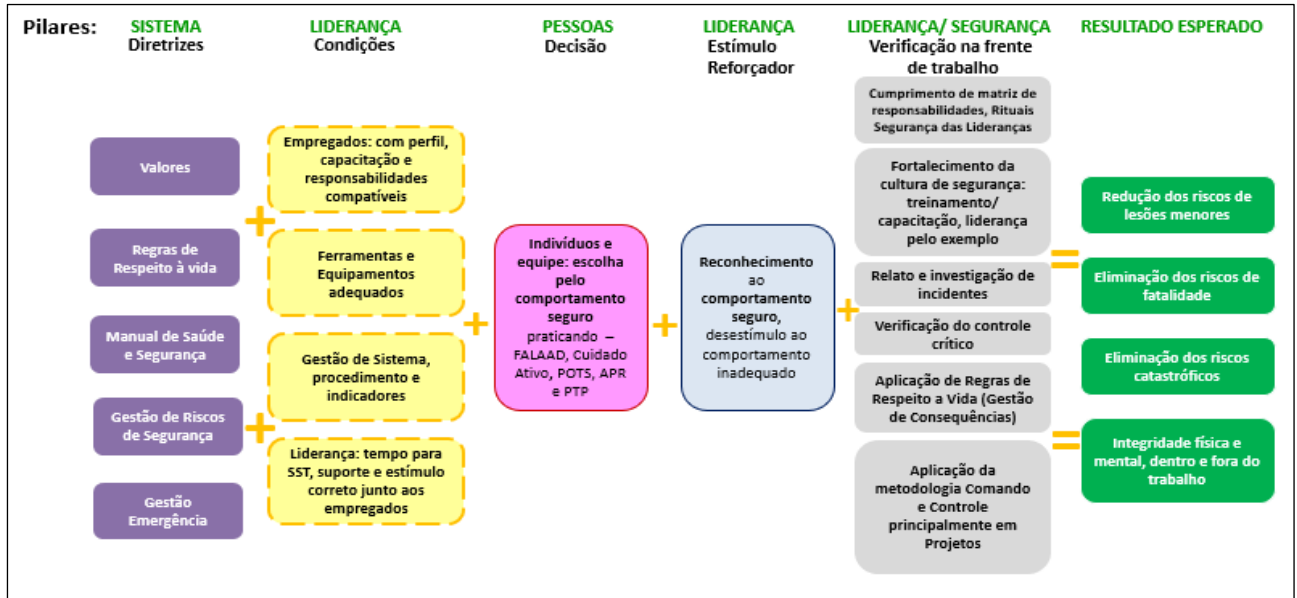 Pilares:
SISTEMA
Diretrizes
LIDERANÇA
Condições
PESSOAS
Decisão
LIDERANÇA
Estímulo
Reforçador
LIDERANÇA/ SEGURANÇA
Verificação na frente
de trabalho
RESULTADO ESPERADO
Valores
Regras de
Respeito à vida
Manual de Saúde
e Segurança
Gestão de Riscos
de Segurança
Gestão
Emergência
+
+
Empregados: com perfil,
capacitação e
responsabilidades
compatíveis
Ferramentas e
Equipamentos
adequados
Gestão de Sistema,
procedimento e
indicadores
Liderança: tempo para
SST, suporte e estímulo
correto junto aos
empregados
+
Indivíduos e
equipe: escolha
pelo
comportamento
seguro
praticando –
FALAAD, Cuidado
Ativo, POTS, APR
e PTP
+
Reconhecimento
ao
comportamento
seguro,
desestímulo ao
comportamento
inadequado
+
Cumprimento de matriz de
responsabilidades, Rituais
Segurança das Lideranças
Fortalecimento da
cultura de segurança:
treinamento/
capacitação, liderança
pelo exemplo
Relato e investigação de
incidentes
Verificação do controle
crítico
Aplicação de Regras de
Respeito a Vida (Gestão
de Consequências)
Aplicação da
metodologia Comando
e Controle
principalmente em
Projetos
=
=
Redução dos riscos de
lesões menores
Eliminação dos riscos de
fatalidade
Eliminação dos riscos
catastróficos
Integridade física e
mental, dentro e fora do
trabalho